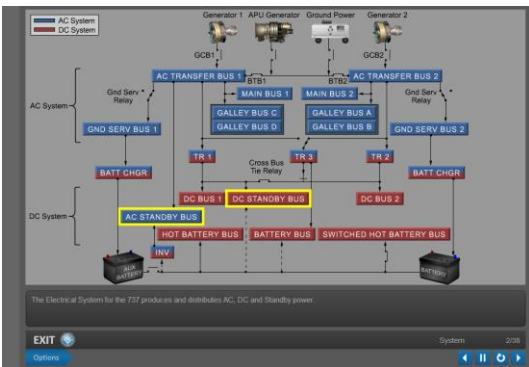 Generator 1 APU Generator Ground Power Generator 2
AC System
DC System
GCB1
GCB2
AC TRANSFER BUS 1
BTB1
BTB2
AC TRANSFER BUS 2
Gnd Serv
Relay
MAIN BUS 1
MAIN BUS 2
Gnd Serv
Relay
AC System
GALLEY BUS C
GALLEY BUS A
GALLEY BUS D
GALLEY BUS B
GND SERV BUS 1
GND SERV BUS 2
TR 1
TR 3
TR 2
Cross Bus
Tie Relay
BATT CHGR
BATT CHGR
DC BUS 1
DC STANDBY BUS
DC BUS 2
DC System
AC STANDBY BUS
HOT BATTERY BUS
BATTERY BUS
SWITCHED HOT BATTERY BUS
INV
AUX
BATTERY
BATTERY
The Electrical System for the 737 produces and distributes AC, DC and Standby power.
EXIT
System
2/38
Options